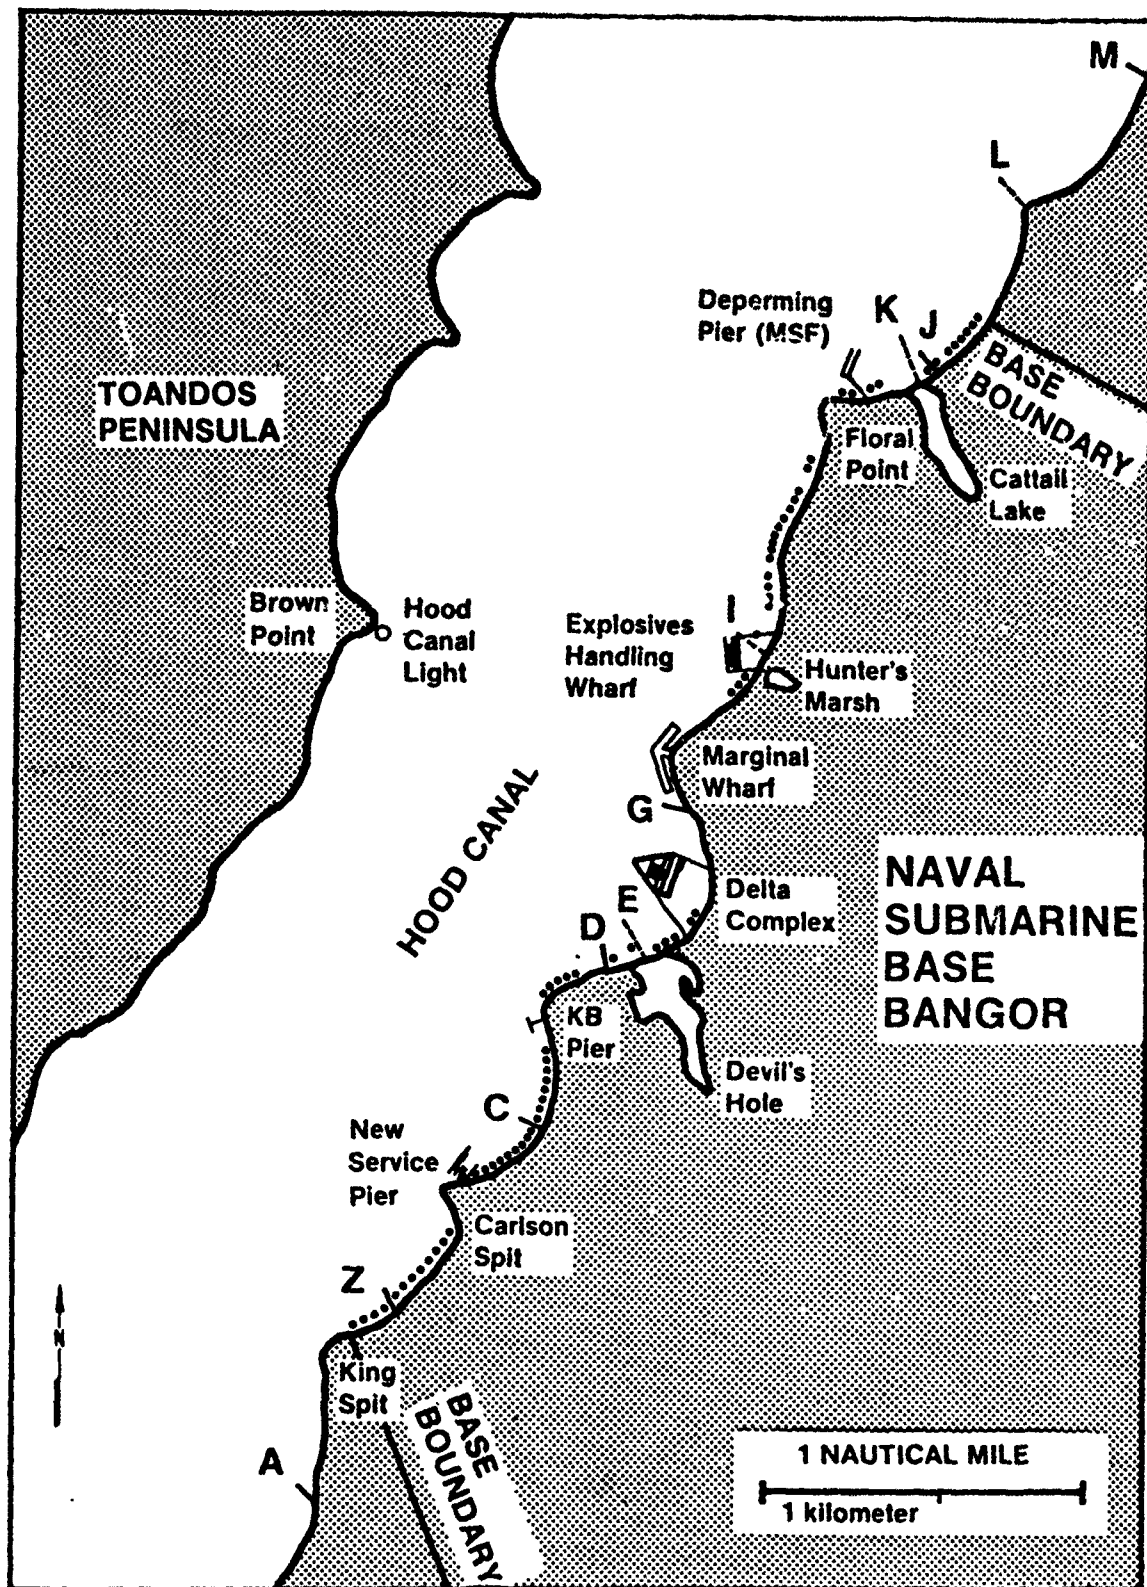 M
L
Deperming
Pier (MSF)
K
J
BASE
BOUNDARY
TOANDOS
PENINSULA
Floral
Point
Cattail
Lake
Brown
Point
Hood
Canal
Light
I
Explosives
Handling
Wharf
Hunter's
Marsh
Marginal
Wharf
G
HOOD CANAL
NAVAL
SUBMARINE
BASE
BANGOR
Delta
Complex
E
D
KB
Pier
Devil's
Hole
C
New
Service
Pier
Carlson
Spit
Z
N
King
Spit
BASE
BOUNDARY
A
1 NAUTICAL MILE
1 kilometer